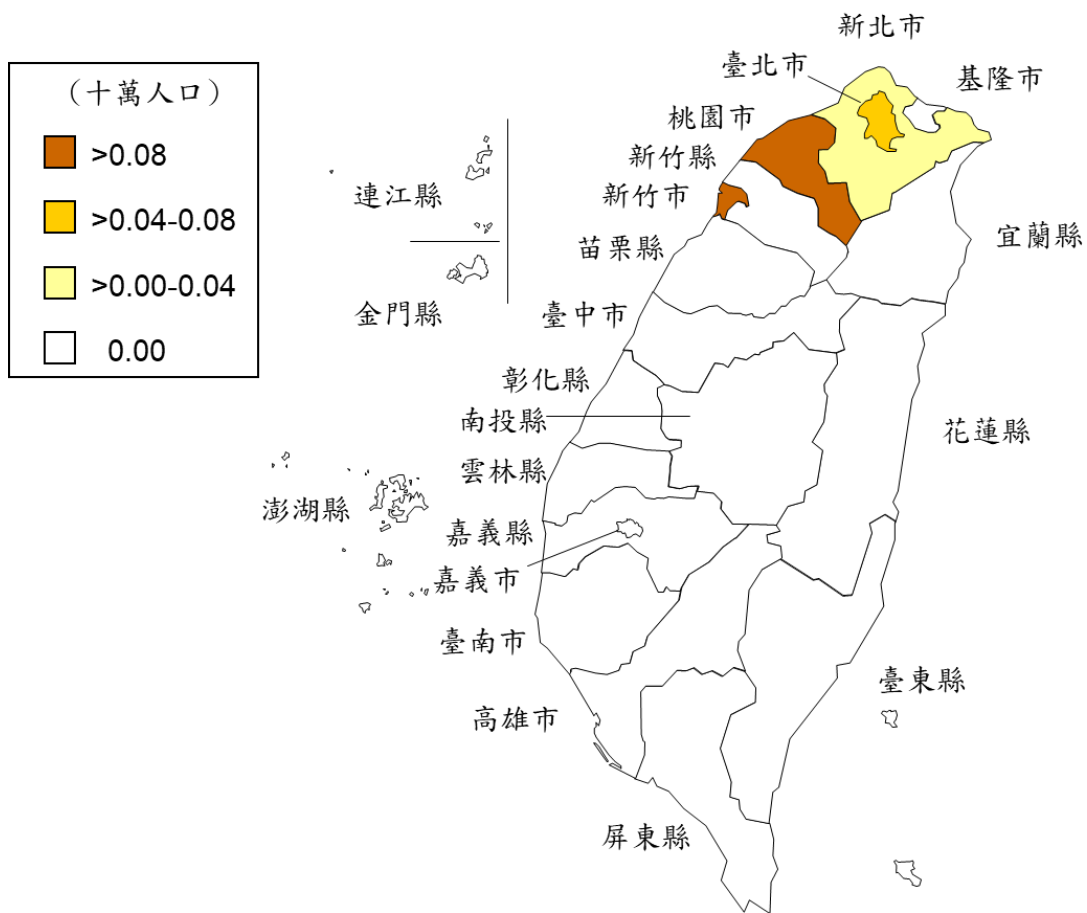 （十萬人口）
>0.08
>0.04-0.08
>0.00-0.04
0.00
新北市
臺北市
基隆市
桃園市
新竹縣
新竹市
連江縣
苗栗縣
宜蘭縣
金門縣
臺中市
彰化縣
南投縣
花蓮縣
雲林縣
澎湖縣
嘉義縣
嘉義市
臺南市
臺東縣
高雄市
屏東縣